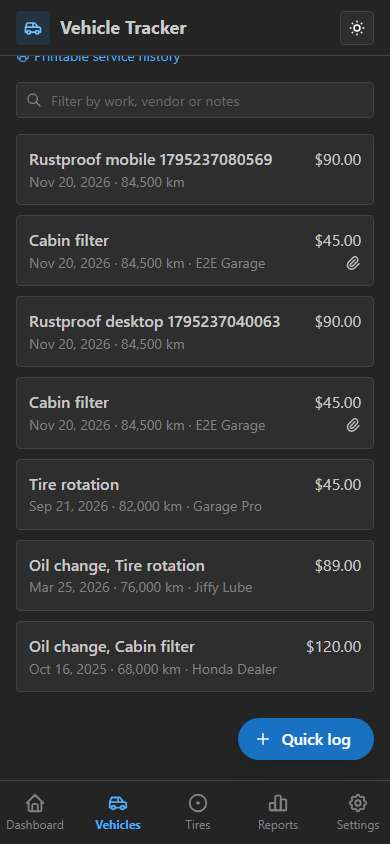 Vehicle Tracker
Printable service history
Filter by work, vendor or notes
Rustproof mobile 1795237080569 $90.00
Nov 20, 2026 · 84,500 km
Cabin filter $45.00
Nov 20, 2026 · 84,500 km · E2E Garage
Rustproof desktop 1795237040063 $90.00
Nov 20, 2026 · 84,500 km
Cabin filter $45.00
Nov 20, 2026 · 84,500 km · E2E Garage
Tire rotation $45.00
Sep 21, 2026 · 82,000 km · Garage Pro
Oil change, Tire rotation $89.00
Mar 25, 2026 · 76,000 km · Jiffy Lube
Oil change, Cabin filter $120.00
Oct 16, 2025 · 68,000 km · Honda Dealer
+ Quick log
Dashboard Vehicles Tires Reports Settings